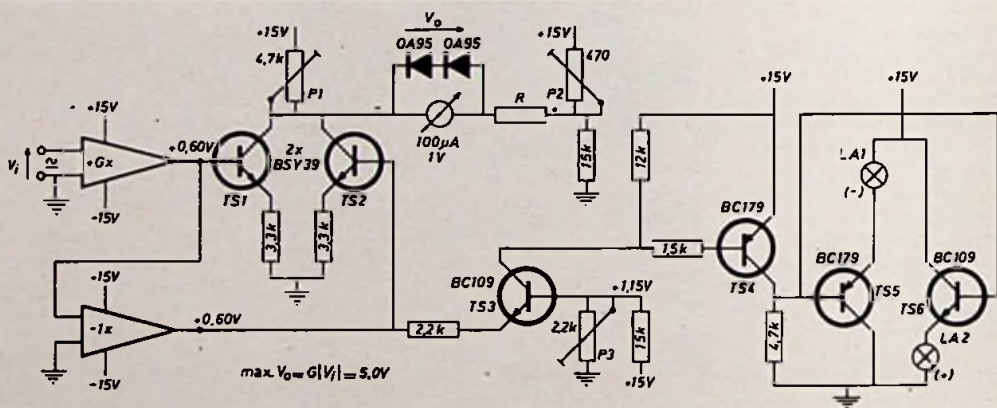 V₀
+15V
OA95 OA95
+15V
4,7k
P1
470
P2
+15V
+15V
+15V
+Gx
Vi
≂
-15V
+0,60V
2x
BSY39
TS1
TS2
3,3k
3,3k
100μA
1V
R
15k
12k
LA1
(-)
BC179
TS4
1,5k
BC179
TS5
BC109
TS6
LA2
(+)
4,7k
BC109
TS3
+1,15V
2,2k
P3
15k
+15V
+15V
-1x
-15V
+0,60V
2,2k
max. V₀ = G|Vi| = 5,0V